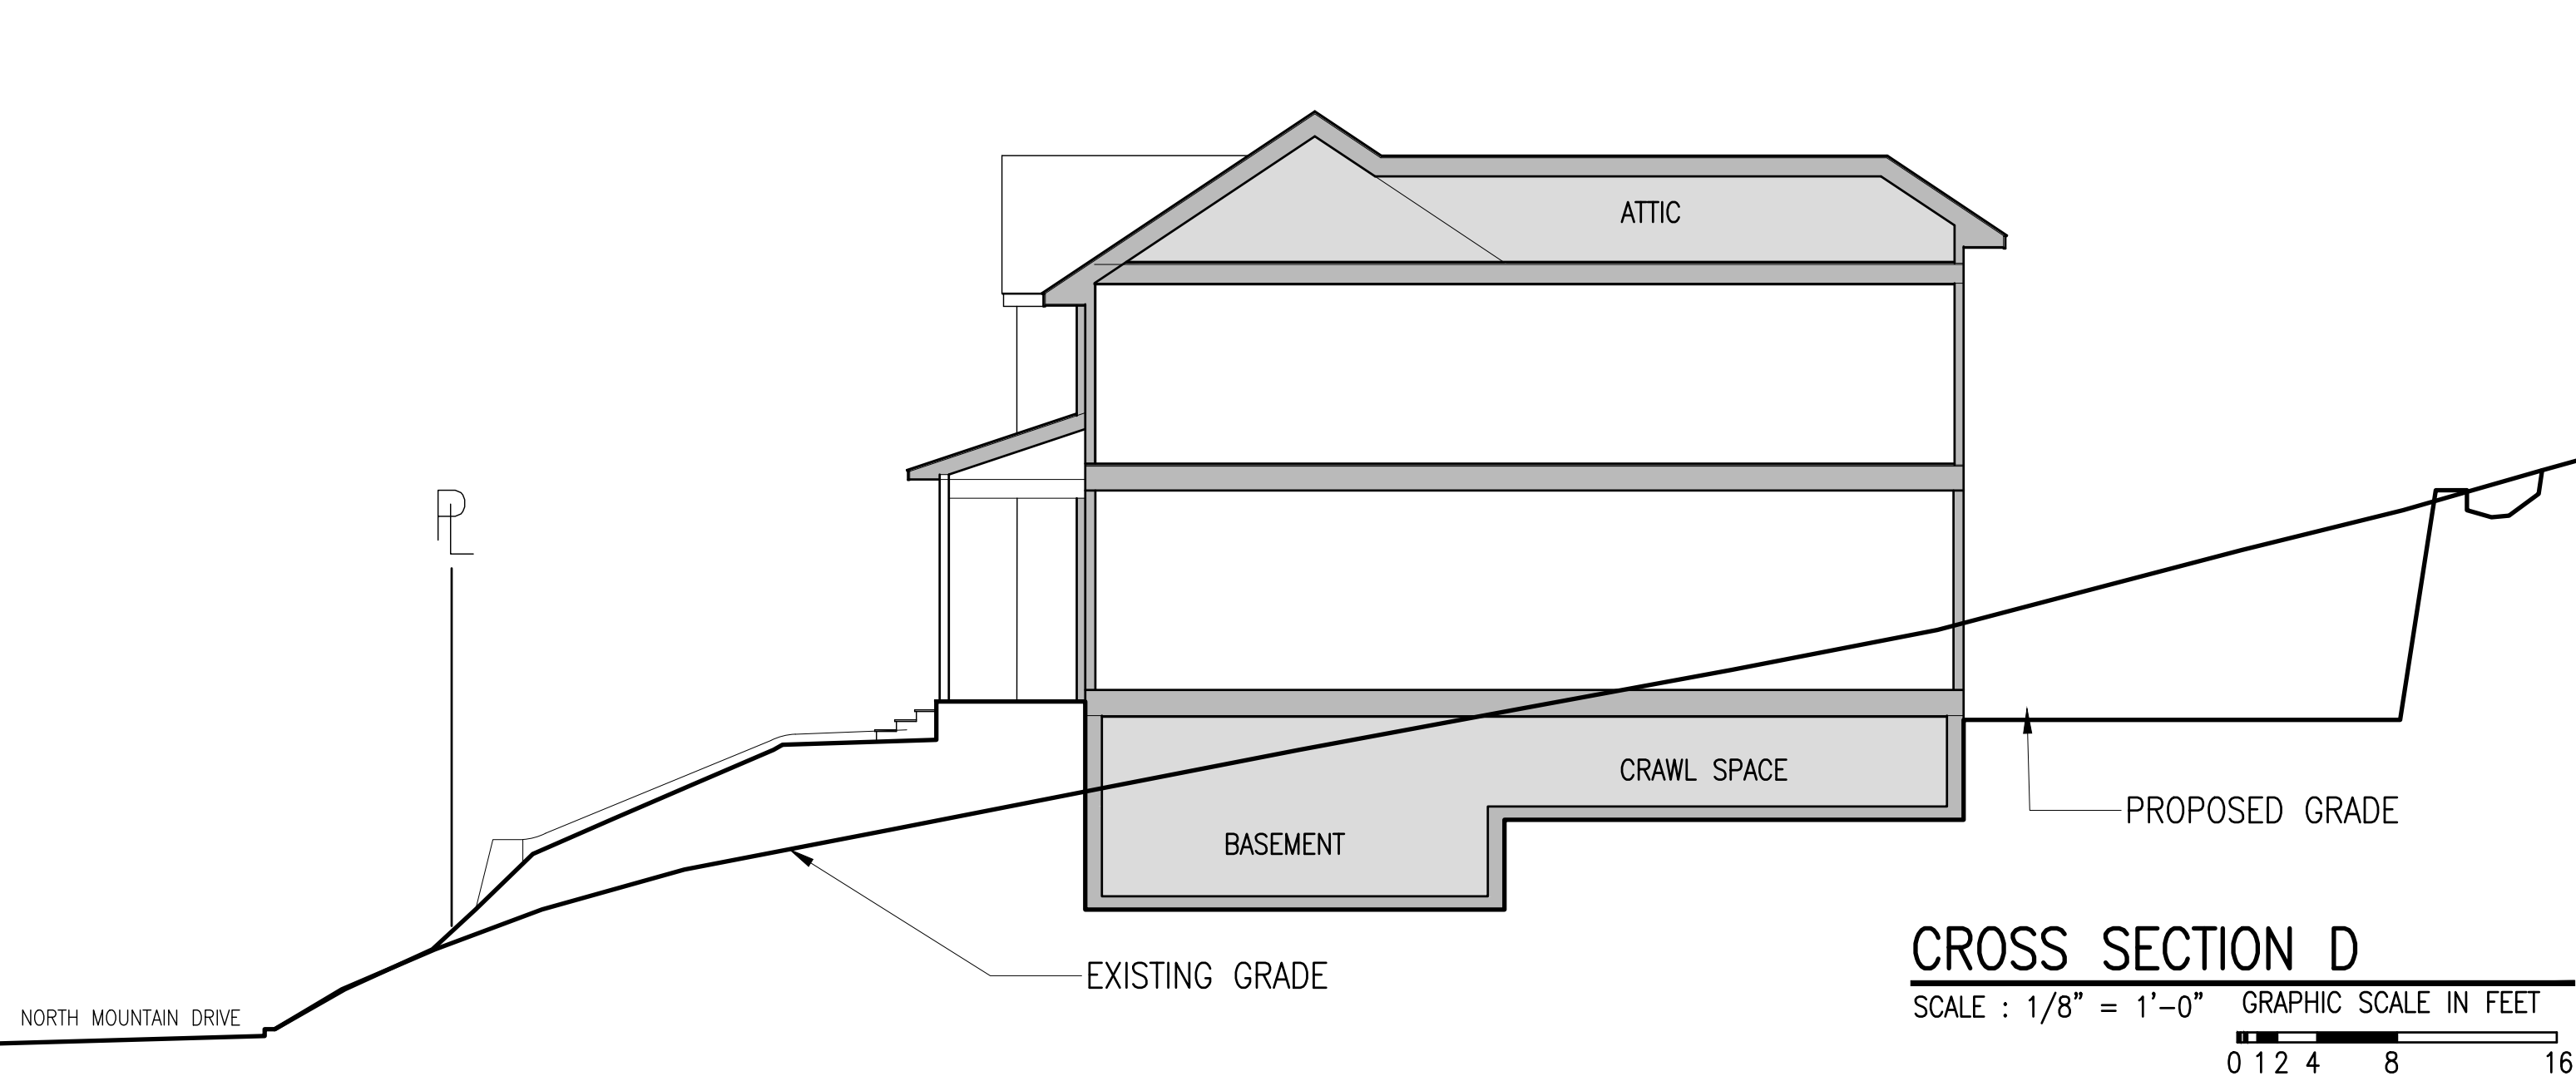 ATTIC
PL
CRAWL SPACE
PROPOSED GRADE
BASEMENT
EXISTING GRADE
CROSS SECTION D
SCALE : 1/8" = 1'-0" GRAPHIC SCALE IN FEET
NORTH MOUNTAIN DRIVE
0 1 2 4 8 16